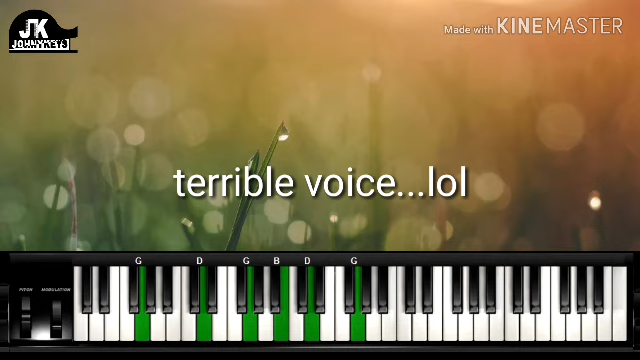 JK
JOHNYKEYS
Made with KINEMASTER
terrible voice...lol
G D G B D G
PITCH MODULATION